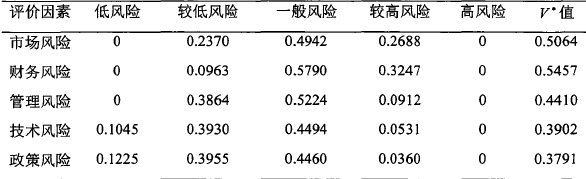 评价因素 低风险 较低风险 一般风险 较高风险 高风险 V*值
市场风险 0 0.2370 0.4942 0.2688 0 0.5064
财务风险 0 0.0963 0.5790 0.3247 0 0.5457
管理风险 0 0.3864 0.5224 0.0912 0 0.4410
技术风险 0.1045 0.3930 0.4494 0.0531 0 0.3902
政策风险 0.1225 0.3955 0.4460 0.0360 0 0.3791